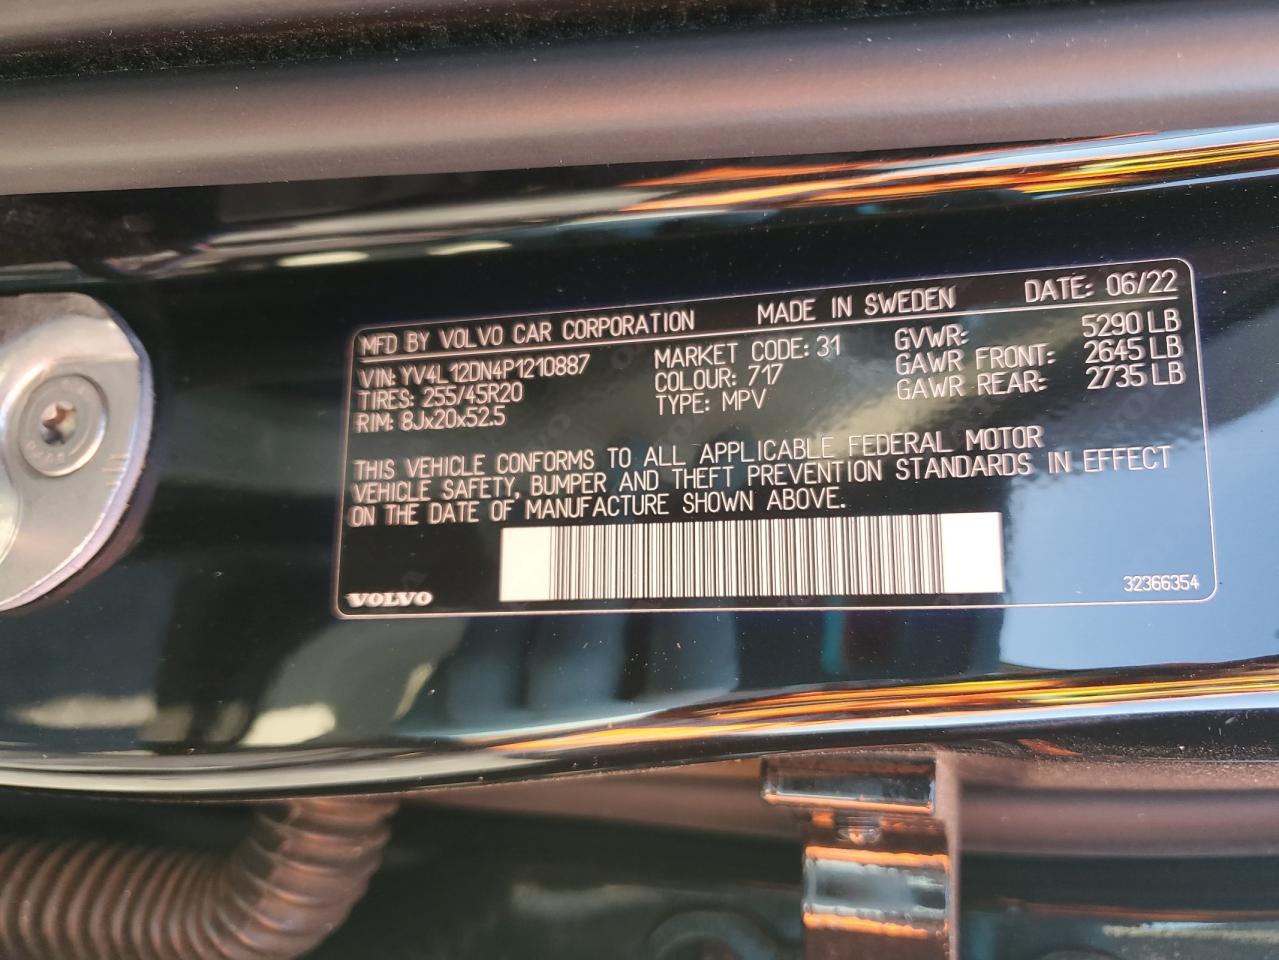 MFD BY VOLVO CAR CORPORATION MADE IN SWEDEN DATE: 06/22
VIN: YV4L12DN4P1210887 MARKET CODE: 31 GVWR: 5290 LB
TIRES: 255/45R20 COLOUR: 717 GAWR FRONT: 2645 LB
RIM: 8Jx20x52.5 TYPE: MPV GAWR REAR: 2735 LB
THIS VEHICLE CONFORMS TO ALL APPLICABLE FEDERAL MOTOR
VEHICLE SAFETY, BUMPER AND THEFT PREVENTION STANDARDS IN EFFECT
ON THE DATE OF MANUFACTURE SHOWN ABOVE.
VOLVO 32366354